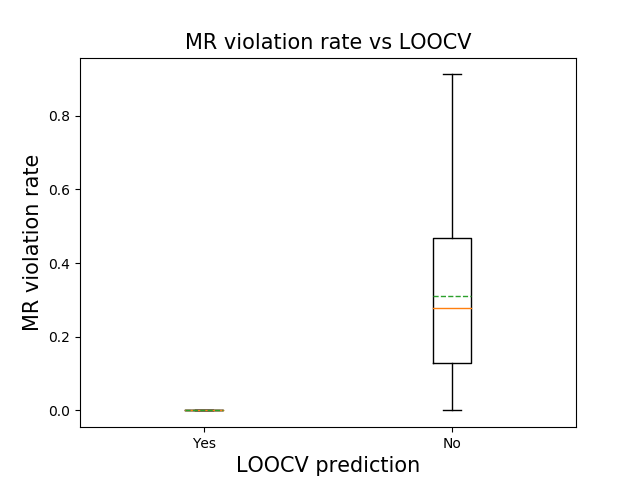 MR violation rate vs LOOCV
MR violation rate
0.8
0.6
0.4
0.2
0.0
Yes
No
LOOCV prediction